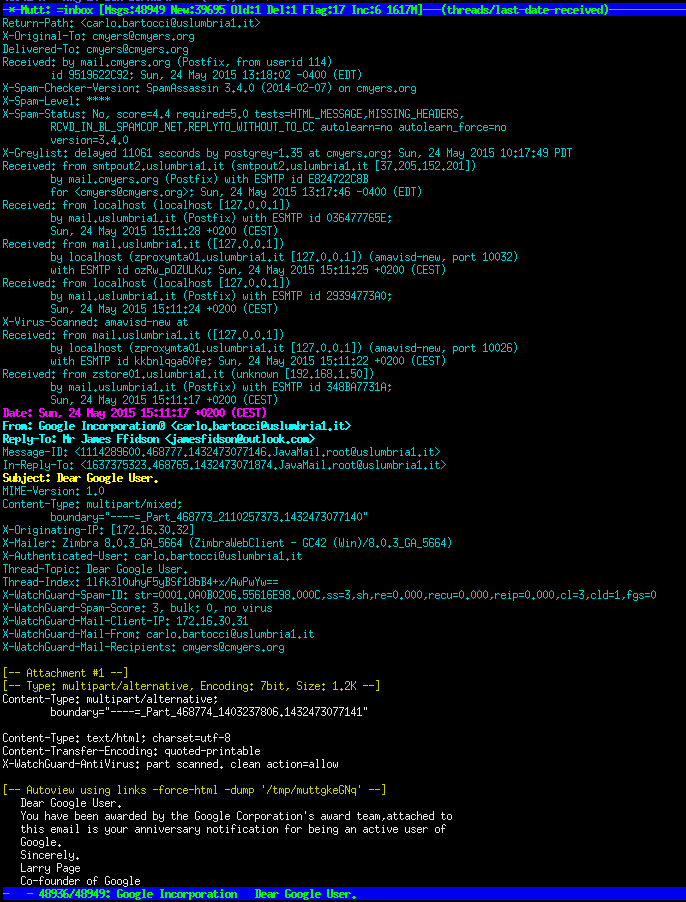 *-Mutt: =inbox [Msgs:48949 New:39695 Old:1 Del:1 Flag:17 Inc:6 1617M]---(threads/last-date-received)
Return-Path: <carlo.bartocci@uslumbria1.it>
X-Original-To: cmyers@cmyers.org
Delivered-To: cmyers@cmyers.org
Received: by mail.cmyers.org (Postfix, from userid 114)
id 9519622C92; Sun, 24 May 2015 13:18:02 -0400 (EDT)
X-Spam-Checker-Version: SpamAssassin 3.4.0 (2014-02-07) on cmyers.org
X-Spam-Level: ****
X-Spam-Status: No, score=4.4 required=5.0 tests=HTML_MESSAGE,MISSING_HEADERS,
RCVD_IN_BL_SPAMCOP_NET,REPLYTO_WITHOUT_TO_CC autolearn=no autolearn_force=no
version=3.4.0
X-Greylist: delayed 11061 seconds by postgrey-1.35 at cmyers.org; Sun, 24 May 2015 10:17:49 PDT
Received: from smtpout2.uslumbria1.it (smtpout2.uslumbria1.it [37.205.152.201])
by mail.cmyers.org (Postfix) with ESMTP id E824722C8B
for <cmyers@cmyers.org>; Sun, 24 May 2015 13:17:46 -0400 (EDT)
Received: from localhost (localhost [127.0.0.1])
by mail.uslumbria1.it (Postfix) with ESMTP id 036477765E;
Sun, 24 May 2015 15:11:28 +0200 (CEST)
Received: from mail.uslumbria1.it ([127.0.0.1])
by localhost (zproxymta01.uslumbria1.it [127.0.0.1]) (amavisd-new, port 10032)
with ESMTP id ozRw_pOZULKu; Sun, 24 May 2015 15:11:25 +0200 (CEST)
Received: from localhost (localhost [127.0.0.1])
by mail.uslumbria1.it (Postfix) with ESMTP id 29394773A0;
Sun, 24 May 2015 15:11:24 +0200 (CEST)
X-Virus-Scanned: amavisd-new at
Received: from mail.uslumbria1.it ([127.0.0.1])
by localhost (zproxymta01.uslumbria1.it [127.0.0.1]) (amavisd-new, port 10026)
with ESMTP id kkbnlqga60fe; Sun, 24 May 2015 15:11:22 +0200 (CEST)
Received: from zstore01.uslumbria1.it (unknown [192.168.1.50])
by mail.uslumbria1.it (Postfix) with ESMTP id 348BA7731A;
Sun, 24 May 2015 15:11:17 +0200 (CEST)
Date: Sun, 24 May 2015 15:11:17 +0200 (CEST)
From: Google Incorporation® <carlo.bartocci@uslumbria1.it>
Reply-To: Mr James Ffidson <jamesfidson@outlook.com>
Message-ID: <1114289600.468777.1432473077146.JavaMail.root@uslumbria1.it>
In-Reply-To: <1637375323.468765.1432473071874.JavaMail.root@uslumbria1.it>
Subject: Dear Google User.
MIME-Version: 1.0
Content-Type: multipart/mixed;
boundary="----=_Part_468773_2110257373.1432473077140"
X-Originating-IP: [172.16.30.32]
X-Mailer: Zimbra 8.0.3_GA_5664 (ZimbraWebClient - GC42 (Win)/8.0.3_GA_5664)
X-Authenticated-User: carlo.bartocci@uslumbria1.it
Thread-Topic: Dear Google User.
Thread-Index: 1lfk3l0uhyF5yBSf18bB4+x/AwPwYw==
X-WatchGuard-Spam-ID: str=0001.0A0B0206.55616E98.000C,ss=3,sh,re=0.000,recu=0.000,reip=0.000,cl=3,cld=1,fgs=0
X-WatchGuard-Spam-Score: 3, bulk; 0, no virus
X-WatchGuard-Mail-Client-IP: 172.16.30.31
X-WatchGuard-Mail-From: carlo.bartocci@uslumbria1.it
X-WatchGuard-Mail-Recipients: cmyers@cmyers.org
[-- Attachment #1 --]
[-- Type: multipart/alternative, Encoding: 7bit, Size: 1.2K --]
Content-Type: multipart/alternative;
boundary="----=_Part_468774_1403237806.1432473077141"
Content-Type: text/html; charset=utf-8
Content-Transfer-Encoding: quoted-printable
X-WatchGuard-AntiVirus: part scanned. clean action=allow
[-- Autoview using links -force-html -dump '/tmp/muttgkeGNq' --]
Dear Google User.
You have been awarded by the Google Corporation's award team,attached to
this email is your anniversary notification for being an active user of
Google.
Sincerely.
Larry Page
Co-founder of Google
-   - 48936/48949: Google Incorporation   Dear Google User.